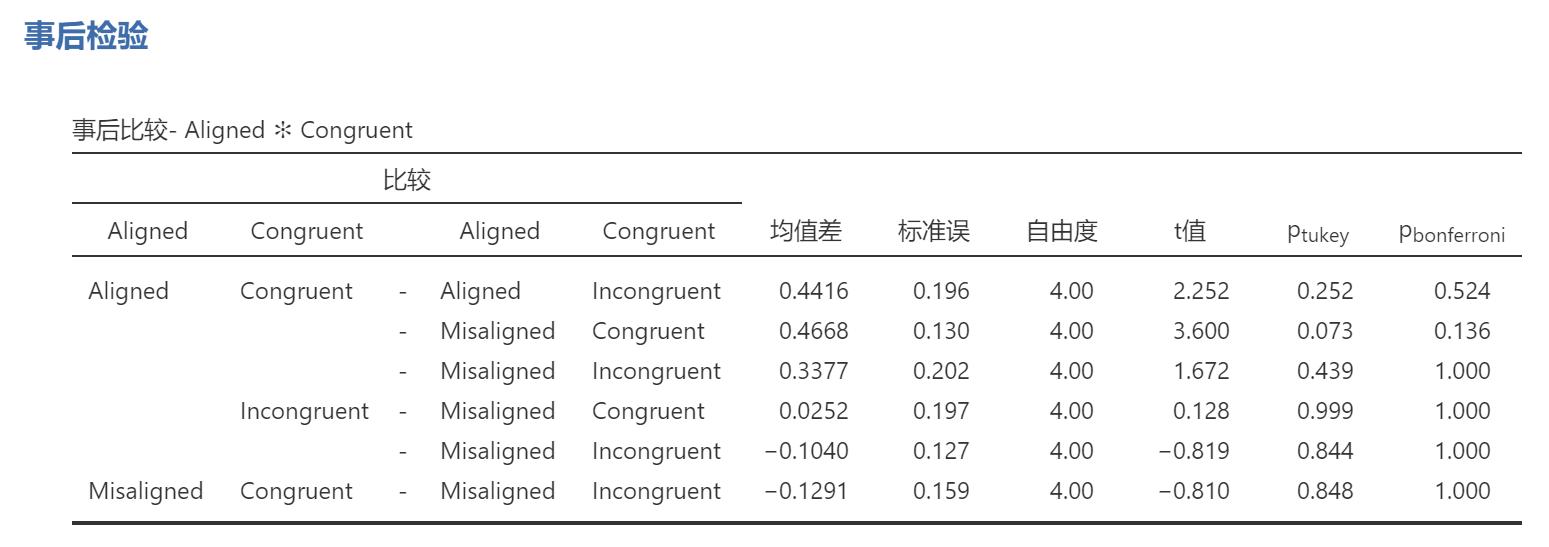 事后检验
事后比较- Aligned ✻ Congruent
比较
Aligned Congruent Aligned Congruent 均值差 标准误 自由度 t值 ptukey pbonferroni
Aligned Congruent - Aligned Incongruent 0.4416 0.196 4.00 2.252 0.252 0.524
- Misaligned Congruent 0.4668 0.130 4.00 3.600 0.073 0.136
- Misaligned Incongruent 0.3377 0.202 4.00 1.672 0.439 1.000
Incongruent - Misaligned Congruent 0.0252 0.197 4.00 0.128 0.999 1.000
- Misaligned Incongruent −0.1040 0.127 4.00 −0.819 0.844 1.000
Misaligned Congruent - Misaligned Incongruent −0.1291 0.159 4.00 −0.810 0.848 1.000